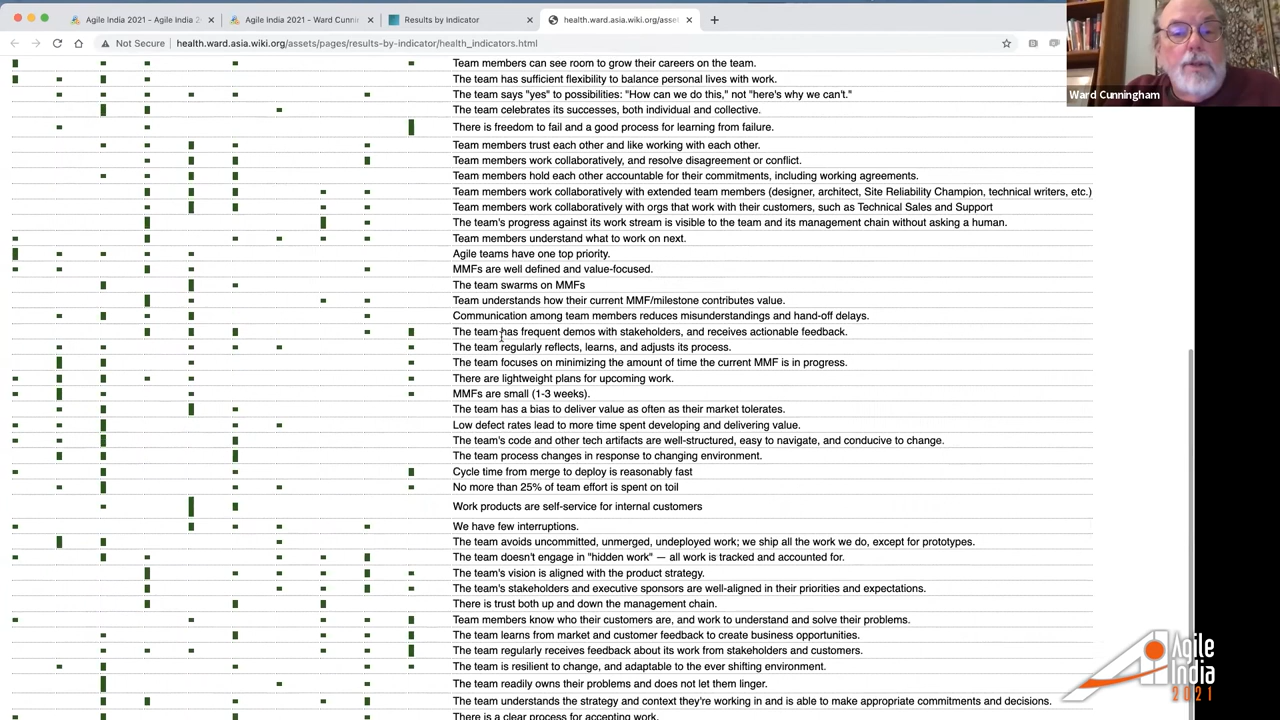 Agile India 2021 - Agile India 2
Agile India 2021 - Ward Cunnin
Results by Indicator
health.ward.asia.wiki.org/asset
Not Secure
health.ward.asia.wiki.org/assets/pages/results-by-indicator/health_indicators.html
Ward Cunningham
Team members can see room to grow their careers on the team.
The team has sufficient flexibility to balance personal lives with work.
The team says "yes" to possibilities: "How can we do this," not "here's why we can't."
The team celebrates its successes, both individual and collective.
There is freedom to fail and a good process for learning from failure.
Team members trust each other and like working with each other.
Team members work collaboratively, and resolve disagreement or conflict.
Team members hold each other accountable for their commitments, including working agreements.
Team members work collaboratively with extended team members (designer, architect, Site Reliability Champion, technical writers, etc.)
Team members work collaboratively with orgs that work with their customers, such as Technical Sales and Support
The team's progress against its work stream is visible to the team and its management chain without asking a human.
Team members understand what to work on next.
Agile teams have one top priority.
MMFs are well defined and value-focused.
The team swarms on MMFs
Team understands how their current MMF/milestone contributes value.
Communication among team members reduces misunderstandings and hand-off delays.
The team has frequent demos with stakeholders, and receives actionable feedback.
The team regularly reflects, learns, and adjusts its process.
The team focuses on minimizing the amount of time the current MMF is in progress.
There are lightweight plans for upcoming work.
MMFs are small (1-3 weeks).
The team has a bias to deliver value as often as their market tolerates.
Low defect rates lead to more time spent developing and delivering value.
The team's code and other tech artifacts are well-structured, easy to navigate, and conducive to change.
The team process changes in response to changing environment.
Cycle time from merge to deploy is reasonably fast
No more than 25% of team effort is spent on toil
Work products are self-service for internal customers
We have few interruptions.
The team avoids uncommitted, unmerged, undeployed work; we ship all the work we do, except for prototypes.
The team doesn't engage in "hidden work" — all work is tracked and accounted for.
The team's vision is aligned with the product strategy.
The team's stakeholders and executive sponsors are well-aligned in their priorities and expectations.
There is trust both up and down the management chain.
Team members know who their customers are, and work to understand and solve their problems.
The team learns from market and customer feedback to create business opportunities.
The team regularly receives feedback about its work from stakeholders and customers.
The team is resilient to change, and adaptable to the ever shifting environment.
The team readily owns their problems and does not let them linger.
The team understands the strategy and context they're working in and is able to make appropriate commitments and decisions.
There is a clear process for accepting work.
Agile
India
2021